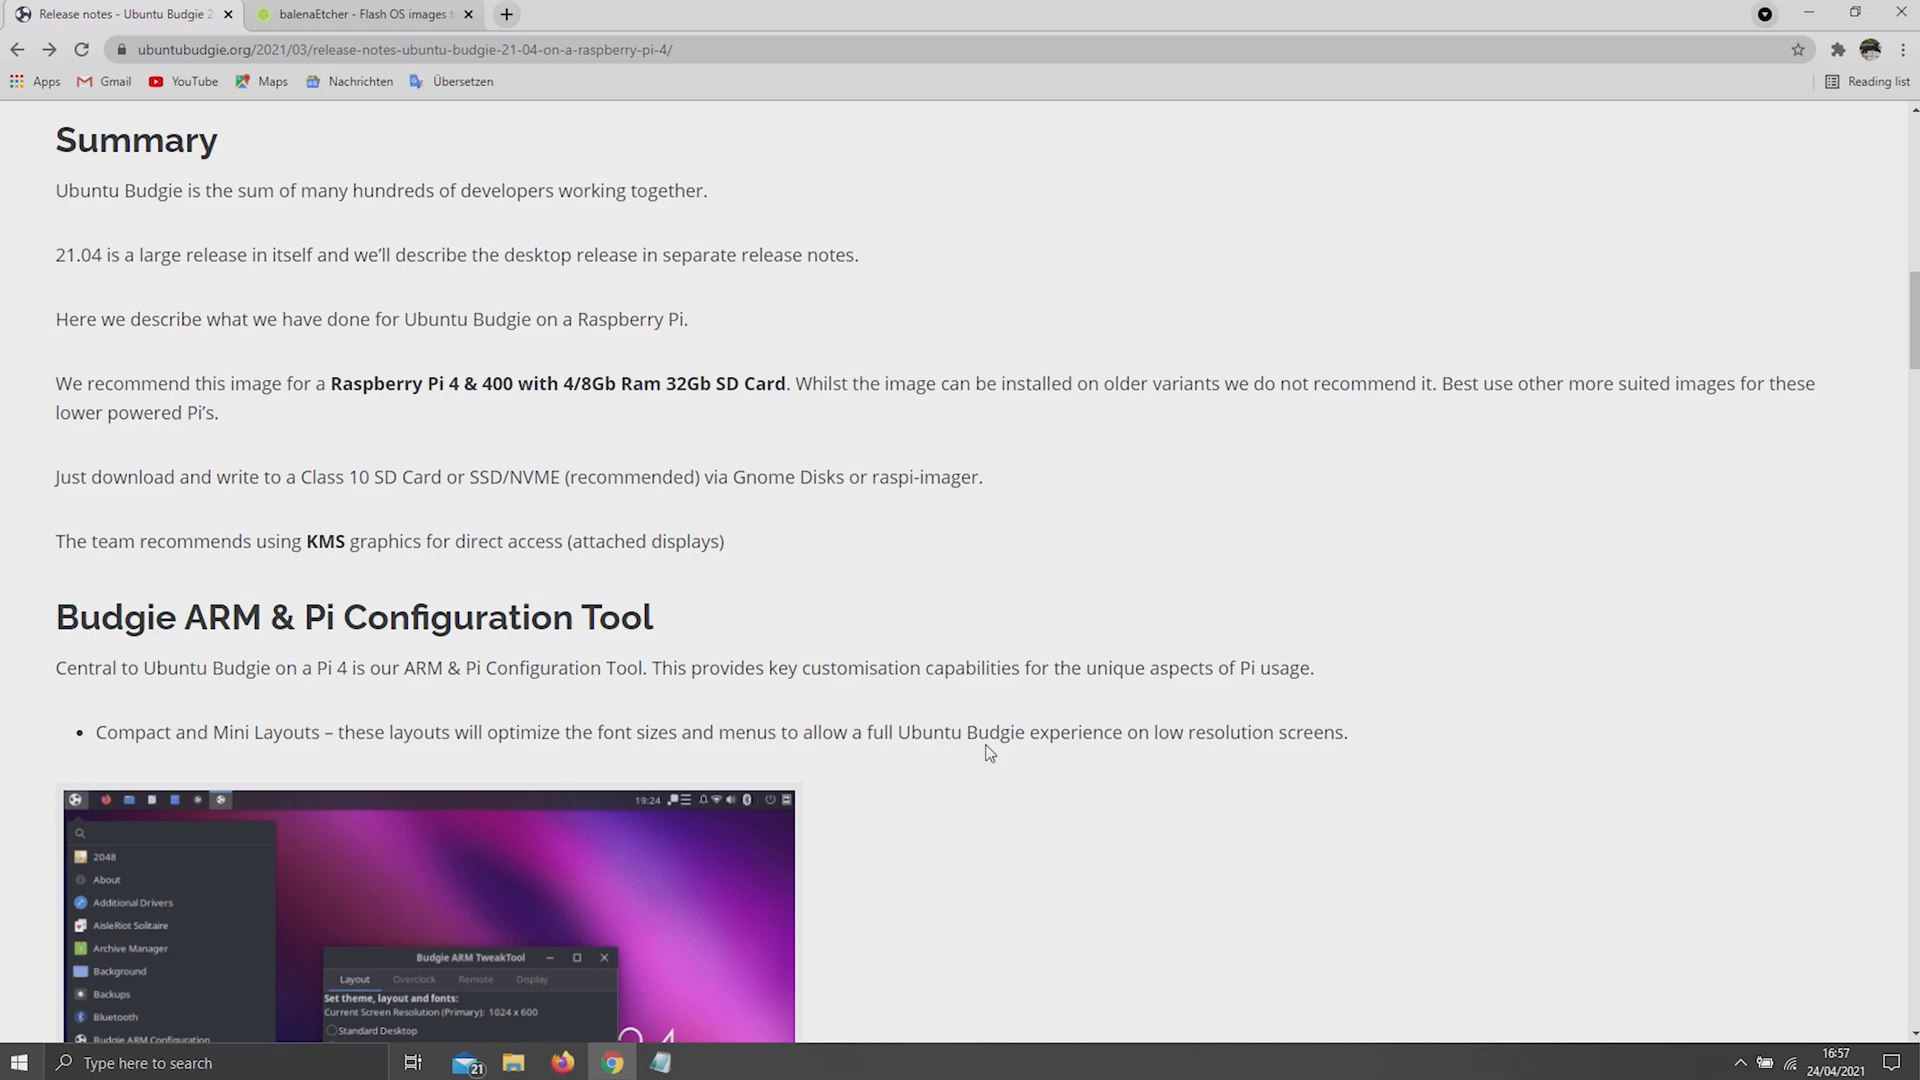 Release notes - Ubuntu Budgie 2
balenaEtcher - Flash OS images t
ubuntubudgie.org/2021/03/release-notes-ubuntu-budgie-21-04-on-a-raspberry-pi-4/
Apps Gmail YouTube Maps Nachrichten Übersetzen Reading list
Summary
Ubuntu Budgie is the sum of many hundreds of developers working together.
21.04 is a large release in itself and we'll describe the desktop release in separate release notes.
Here we describe what we have done for Ubuntu Budgie on a Raspberry Pi.
We recommend this image for a Raspberry Pi 4 & 400 with 4/8Gb Ram 32Gb SD Card. Whilst the image can be installed on older variants we do not recommend it. Best use other more suited images for these
lower powered Pi's.
Just download and write to a Class 10 SD Card or SSD/NVME (recommended) via Gnome Disks or raspi-imager.
The team recommends using KMS graphics for direct access (attached displays)
Budgie ARM & Pi Configuration Tool
Central to Ubuntu Budgie on a Pi 4 is our ARM & Pi Configuration Tool. This provides key customisation capabilities for the unique aspects of Pi usage.
• Compact and Mini Layouts – these layouts will optimize the font sizes and menus to allow a full Ubuntu Budgie experience on low resolution screens.
19:24
2048
About
Additional Drivers
AisleRiot Solitaire
Archive Manager
Background
Backups
Bluetooth
Budgie ARM Configuration
Budgie ARM TweakTool
Layout Overclock Remote Display
Set theme, layout and fonts:
Current Screen Resolution (Primary): 1024 x 600
Standard Desktop
Type here to search
21
16:57
24/04/2021